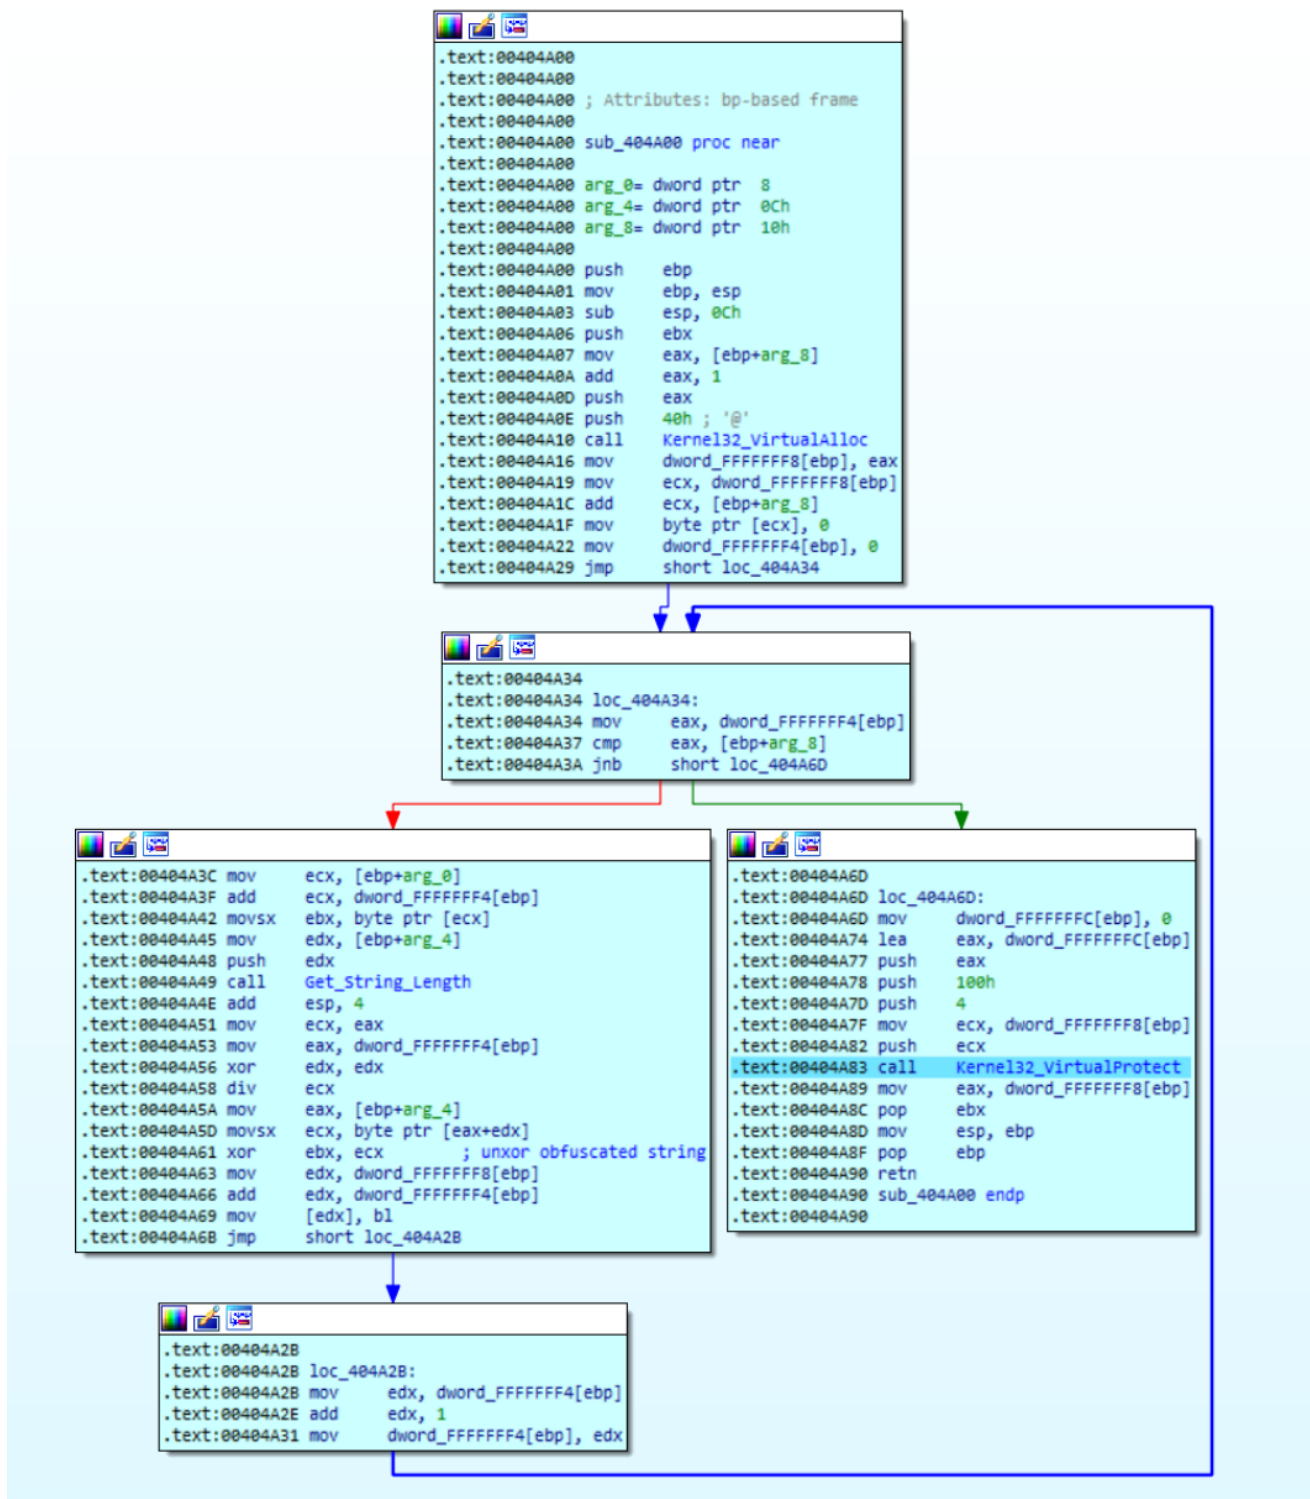 .text:00404A00
.text:00404A00
.text:00404A00 ; Attributes: bp-based frame
.text:00404A00
.text:00404A00 sub_404A00 proc near
.text:00404A00
.text:00404A00 arg_0= dword ptr  8
.text:00404A00 arg_4= dword ptr  0Ch
.text:00404A00 arg_8= dword ptr  10h
.text:00404A00
.text:00404A00 push    ebp
.text:00404A01 mov     ebp, esp
.text:00404A03 sub     esp, 0Ch
.text:00404A06 push    ebx
.text:00404A07 mov     eax, [ebp+arg_8]
.text:00404A0A add     eax, 1
.text:00404A0D push    eax
.text:00404A0E push    40h ; '@'
.text:00404A10 call    Kernel32_VirtualAlloc
.text:00404A16 mov     dword_FFFFFFF8[ebp], eax
.text:00404A19 mov     ecx, dword_FFFFFFF8[ebp]
.text:00404A1C add     ecx, [ebp+arg_8]
.text:00404A1F mov     byte ptr [ecx], 0
.text:00404A22 mov     dword_FFFFFFF4[ebp], 0
.text:00404A29 jmp     short loc_404A34
.text:00404A34
.text:00404A34 loc_404A34:
.text:00404A34 mov     eax, dword_FFFFFFF4[ebp]
.text:00404A37 cmp     eax, [ebp+arg_8]
.text:00404A3A jnb     short loc_404A6D
.text:00404A3C mov     ecx, [ebp+arg_0]
.text:00404A3F add     ecx, dword_FFFFFFF4[ebp]
.text:00404A42 movsx   ebx, byte ptr [ecx]
.text:00404A45 mov     edx, [ebp+arg_4]
.text:00404A48 push    edx
.text:00404A49 call    Get_String_Length
.text:00404A4E add     esp, 4
.text:00404A51 mov     ecx, eax
.text:00404A53 mov     eax, dword_FFFFFFF4[ebp]
.text:00404A56 xor     edx, edx
.text:00404A58 div     ecx
.text:00404A5A mov     eax, [ebp+arg_4]
.text:00404A5D movsx   ecx, byte ptr [eax+edx]
.text:00404A61 xor     ebx, ecx        ; unxor obfuscated string
.text:00404A63 mov     edx, dword_FFFFFFF8[ebp]
.text:00404A66 add     edx, dword_FFFFFFF4[ebp]
.text:00404A69 mov     [edx], bl
.text:00404A6B jmp     short loc_404A2B
.text:00404A6D
.text:00404A6D loc_404A6D:
.text:00404A6D mov     dword_FFFFFFFC[ebp], 0
.text:00404A74 lea     eax, dword_FFFFFFFC[ebp]
.text:00404A77 push    eax
.text:00404A78 push    100h
.text:00404A7D push    4
.text:00404A7F mov     ecx, dword_FFFFFFF8[ebp]
.text:00404A82 push    ecx
.text:00404A83 call    Kernel32_VirtualProtect
.text:00404A89 mov     eax, dword_FFFFFFF8[ebp]
.text:00404A8C pop     ebx
.text:00404A8D mov     esp, ebp
.text:00404A8F pop     ebp
.text:00404A90 retn
.text:00404A90 sub_404A00 endp
.text:00404A90
.text:00404A2B
.text:00404A2B loc_404A2B:
.text:00404A2B mov     edx, dword_FFFFFFF4[ebp]
.text:00404A2E add     edx, 1
.text:00404A31 mov     dword_FFFFFFF4[ebp], edx